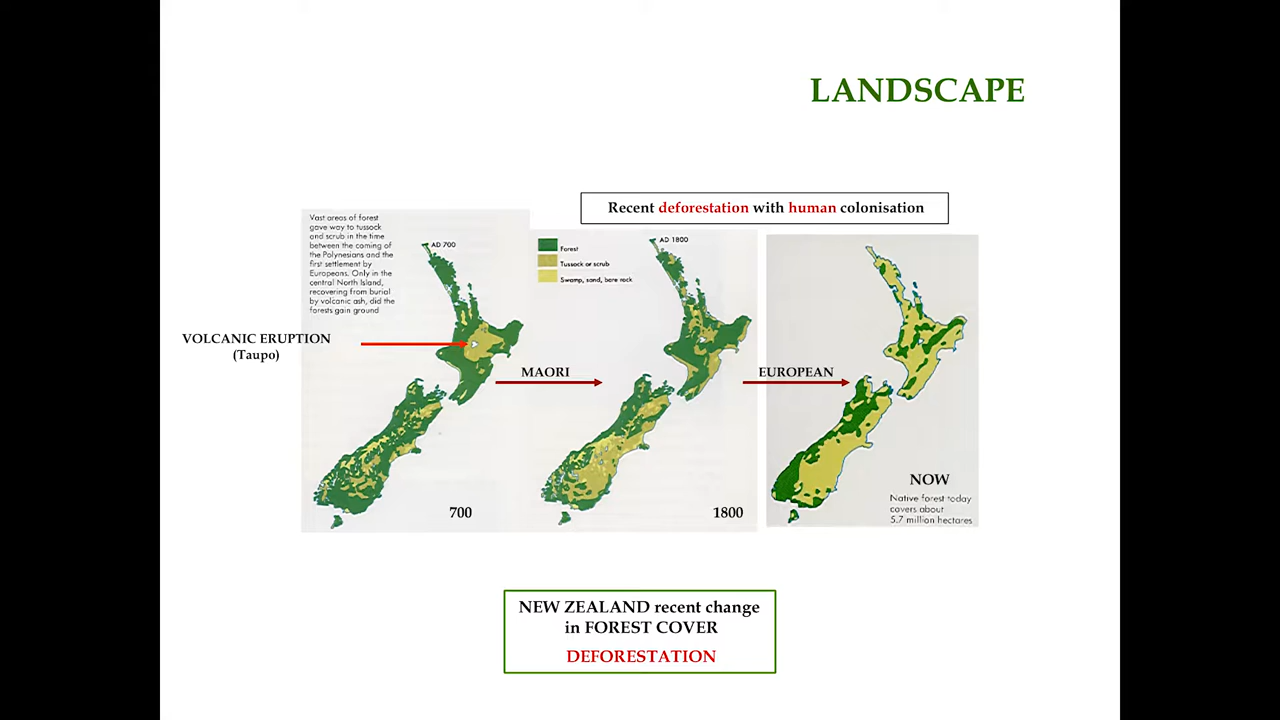 LANDSCAPE
Recent deforestation with human colonisation
Vast areas of forest
gave way to tussock
and scrub in the time
between the coming of
the Polynesians and the
first settlement by
Europeans. Only in the
central North Island,
recovering from burial
by volcanic ash, did the
forests gain ground
AD 700
Forest
Tussock or scrub
Swamp, sand, bare rock
AD 1800
VOLCANIC ERUPTION
(Taupo)
MAORI
EUROPEAN
700
1800
NOW
Native forest today
covers about
5.7 million hectares
NEW ZEALAND recent change
in FOREST COVER
DEFORESTATION